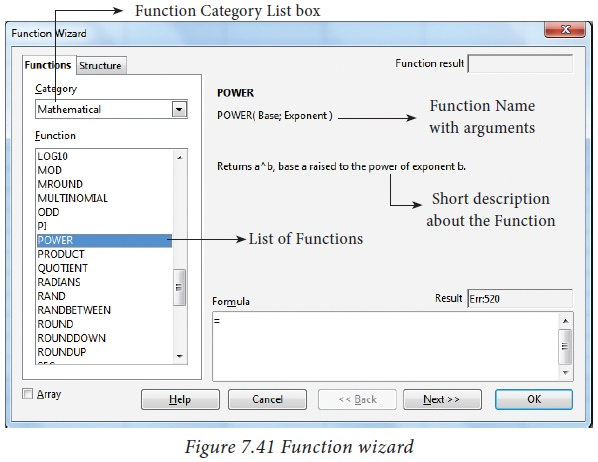 Function Category List box
Function Wizard
Functions Structure
Function result
Category
Mathematical
POWER
POWER( Base; Exponent )
Function Name
with arguments
Function
LOG10
MOD
MROUND
MULTINOMIAL
ODD
PI
POWER
PRODUCT
QUOTIENT
RADIANS
RAND
RANDBETWEEN
ROUND
ROUNDDOWN
ROUNDUP
Returns a^b, base a raised to the power of exponent b.
Short description
about the Function
List of Functions
Formula
Result Err:520
=
Array
Help
Cancel
<< Back
Next >>
OK
Figure 7.41 Function wizard